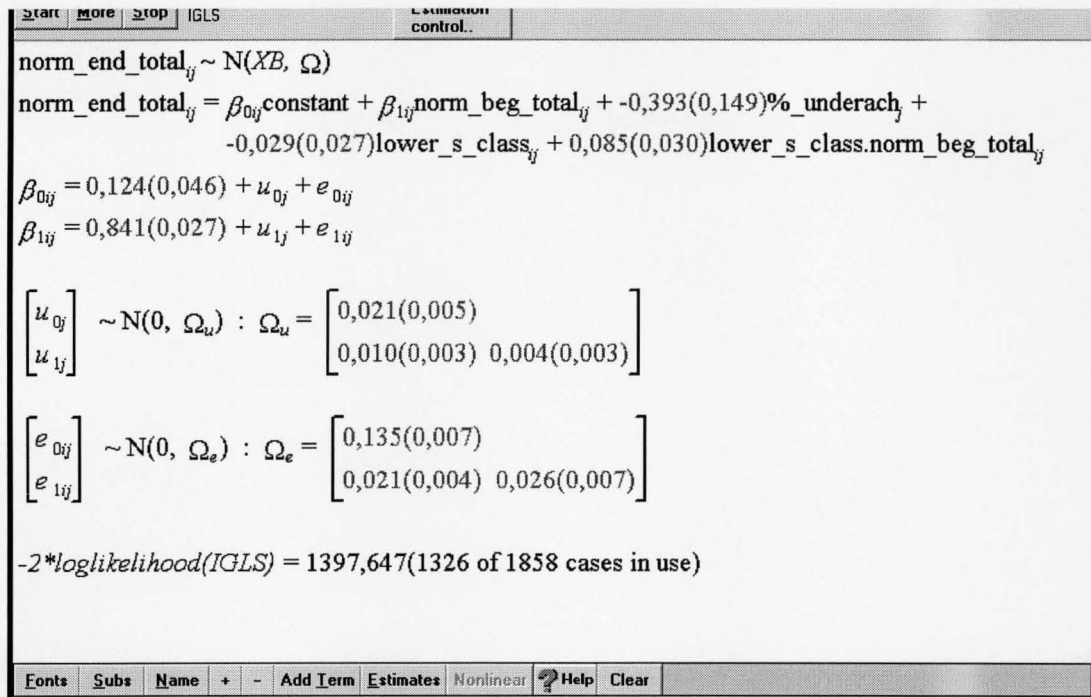 Start More Stop IGLS Estimation
control..
norm_end_total_ij ~ N(XB, Ω)
norm_end_total_ij = β_0ij constant + β_1ij norm_beg_total_ij + -0,393(0,149)%_underach_j +
-0,029(0,027)lower_s_class_ij + 0,085(0,030)lower_s_class.norm_beg_total_ij
β_0ij = 0,124(0,046) + u_0j + e_0ij
β_1ij = 0,841(0,027) + u_1j + e_1ij
[u_0j] ~ N(0, Ω_u) : Ω_u = [0,021(0,005)
[u_1j] 0,010(0,003) 0,004(0,003)]
[e_0ij] ~ N(0, Ω_e) : Ω_e = [0,135(0,007)
[e_1ij] 0,021(0,004) 0,026(0,007)]
-2*loglikelihood(IGLS) = 1397,647(1326 of 1858 cases in use)
Fonts Subs Name + - Add Term Estimates Nonlinear ? Help Clear